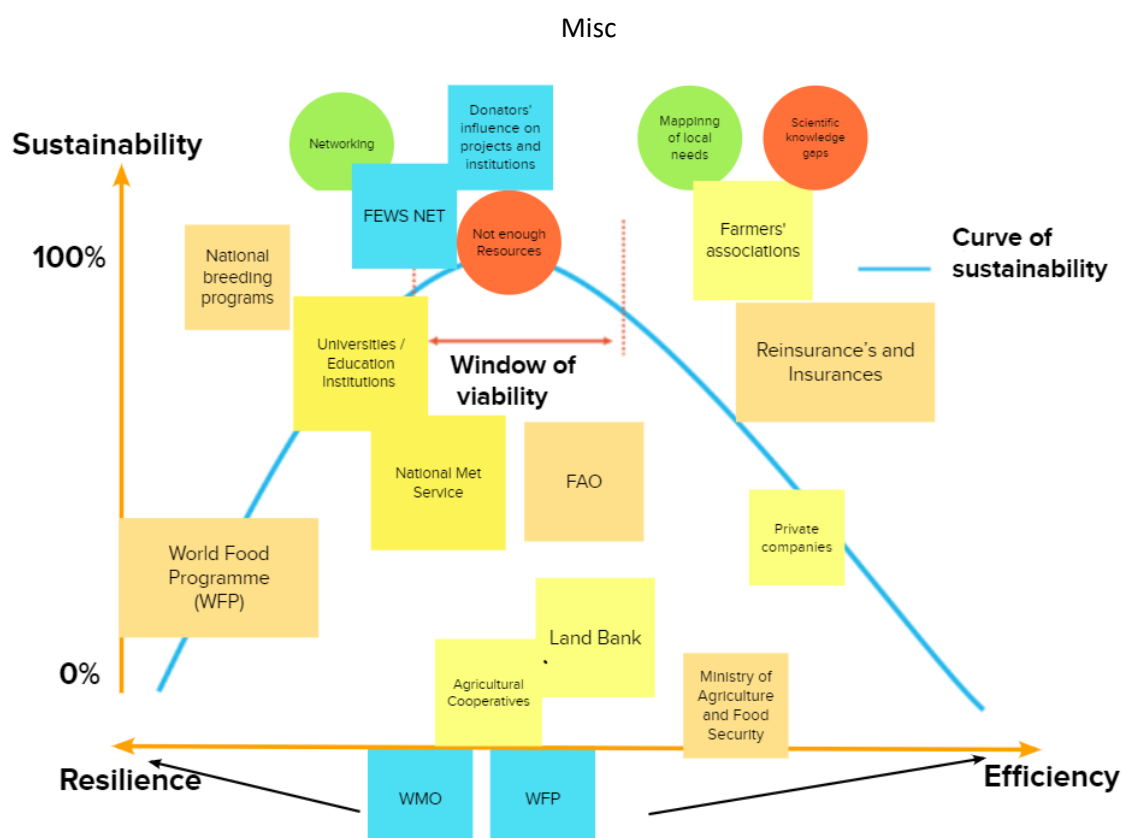 Misc
Sustainability
Networking
Donators'
influence on
projects and
institutions
Mappinng
of local
needs
Scientific
knowledge
gaps
FEWS NET
Not enough
Resources
Farmers'
associations
Curve of
sustainability
100%
National
breeding
programs
Universities /
Education
Institutions
Window of
viability
Reinsurance's and
Insurances
National Met
Service
FAO
Private
companies
World Food
Programme
(WFP)
Land Bank
0%
Agricultural
Cooperatives
Ministry of
Agriculture
and Food
Security
Resilience
WMO
WFP
Efficiency